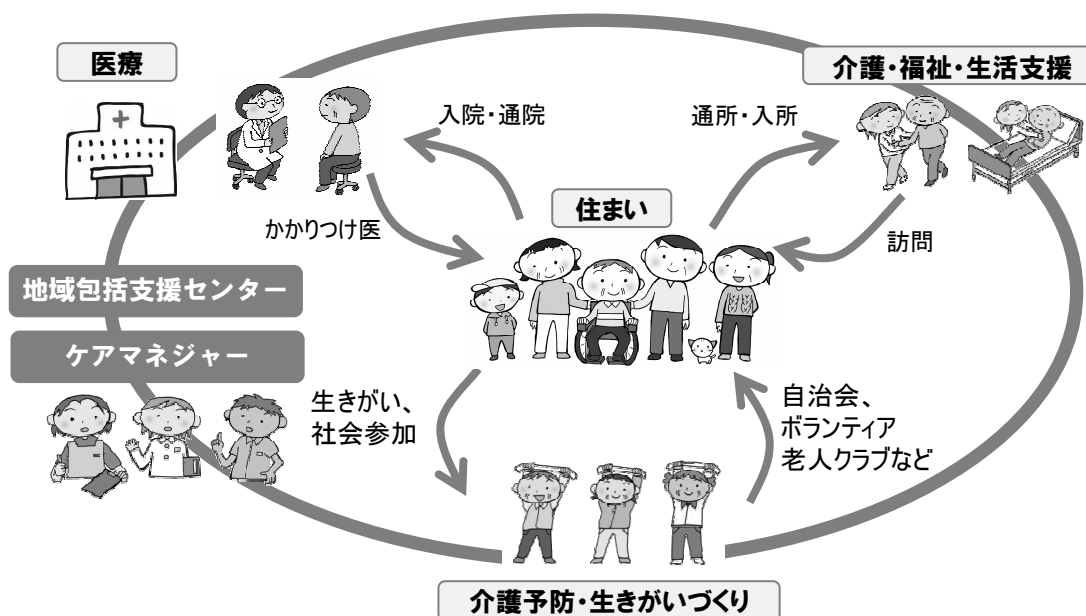 医療
介護・福祉・生活支援
入院・通院
通所・入所
住まい
かかりつけ医
訪問
地域包括支援センター
ケアマネジャー
生きがい、
社会参加
自治会、
ボランティア
老人クラブなど
介護予防・生きがいづくり